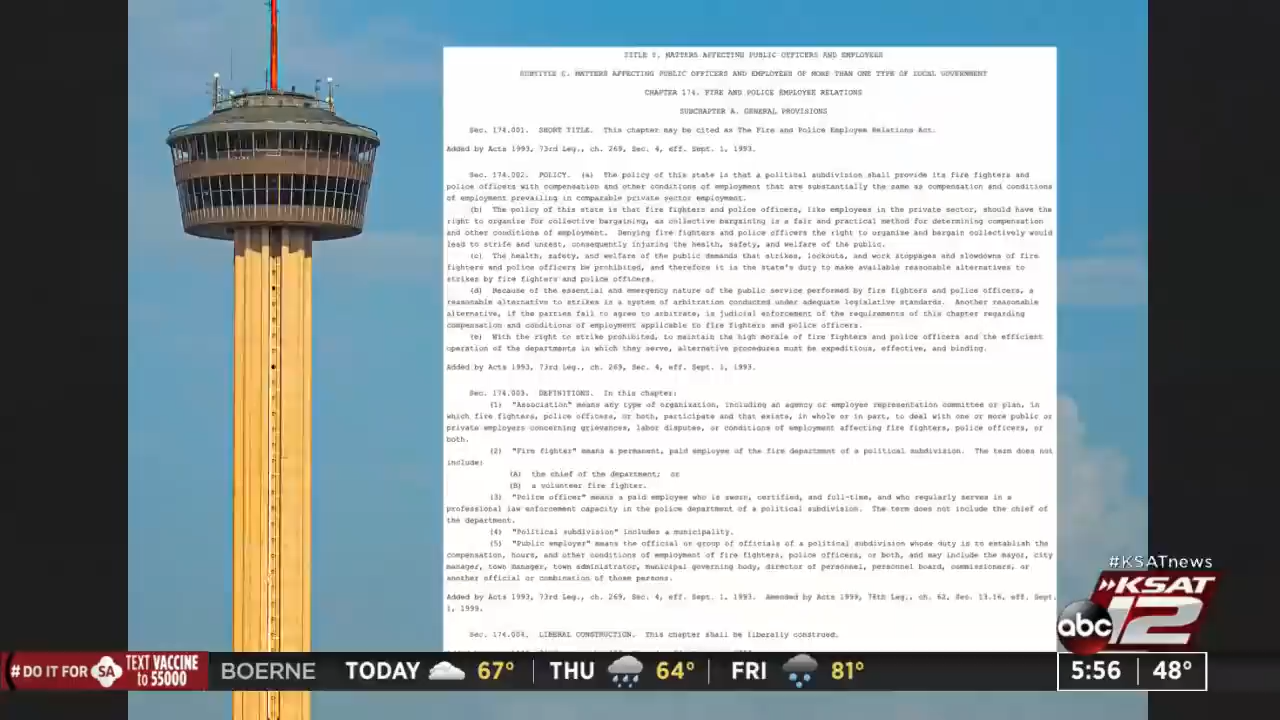 TITLE 5. MATTERS AFFECTING PUBLIC OFFICERS AND EMPLOYEES
SUBTITLE C. MATTERS AFFECTING PUBLIC OFFICERS AND EMPLOYEES OF MORE THAN ONE TYPE OF LOCAL GOVERNMENT
CHAPTER 174. FIRE AND POLICE EMPLOYEE RELATIONS
SUBCHAPTER A. GENERAL PROVISIONS
Sec. 174.001. SHORT TITLE. This chapter may be cited as The Fire and Police Employee Relations Act.
Added by Acts 1993, 73rd Leg., ch. 269, Sec. 4, eff. Sept. 1, 1993.
Sec. 174.002. POLICY. (a) The policy of this state is that a political subdivision shall provide its fire fighters and
police officers with compensation and other conditions of employment that are substantially the same as compensation and conditions
of employment prevailing in comparable private sector employment.
(b) The policy of this state is that fire fighters and police officers, like employees in the private sector, should have the
right to organize for collective bargaining, as collective bargaining is a fair and practical method for determining compensation
and other conditions of employment. Denying fire fighters and police officers the right to organize and bargain collectively would
lead to strife and unrest, consequently injuring the health, safety, and welfare of the public.
(c) The health, safety, and welfare of the public demands that strikes, lockouts, and work stoppages and slowdowns of fire
fighters and police officers be prohibited, and therefore it is the state's duty to make available reasonable alternatives to
strikes by fire fighters and police officers.
(d) Because of the essential and emergency nature of the public service performed by fire fighters and police officers, a
reasonable alternative to strikes is a system of arbitration conducted under adequate legislative standards. Another reasonable
alternative, if the parties fail to agree to arbitrate, is judicial enforcement of the requirements of this chapter regarding
compensation and conditions of employment applicable to fire fighters and police officers.
(e) With the right to strike prohibited, to maintain the high morale of fire fighters and police officers and the efficient
operation of the departments in which they serve, alternative procedures must be expeditious, effective, and binding.
Added by Acts 1993, 73rd Leg., ch. 269, Sec. 4, eff. Sept. 1, 1993.
Sec. 174.003. DEFINITIONS. In this chapter:
(1) "Association" means any type of organization, including an agency or employee representation committee or plan, in
which fire fighters, police officers, or both, participate and that exists, in whole or in part, to deal with one or more public or
private employers concerning grievances, labor disputes, or conditions of employment affecting fire fighters, police officers, or
both.
(2) "Fire fighter" means a permanent, paid employee of the fire department of a political subdivision. The term does not
include:
(A) the chief of the department; or
(B) a volunteer fire fighter.
(3) "Police officer" means a paid employee who is sworn, certified, and full-time, and who regularly serves in a
professional law enforcement capacity in the police department of a political subdivision. The term does not include the chief of
the department.
(4) "Political subdivision" includes a municipality.
(5) "Public employer" means the official or group of officials of a political subdivision whose duty is to establish the
compensation, hours, and other conditions of employment of fire fighters, police officers, or both, and may include the mayor, city
manager, town manager, town administrator, municipal governing body, director of personnel, personnel board, commissioners, or
another official or combination of those persons.
Added by Acts 1993, 73rd Leg., ch. 269, Sec. 4, eff. Sept. 1, 1993. Amended by Acts 1999, 76th Leg., ch. 62, Sec. 13.16, eff. Sept.
1, 1999.
Sec. 174.004. LIBERAL CONSTRUCTION. This chapter shall be liberally construed.
#KSATnews
KSAT
abc 12
#DO IT FOR SA TEXT VACCINE to 55000
BOERNE TODAY 67° THU 64° FRI 81° 5:56 48°